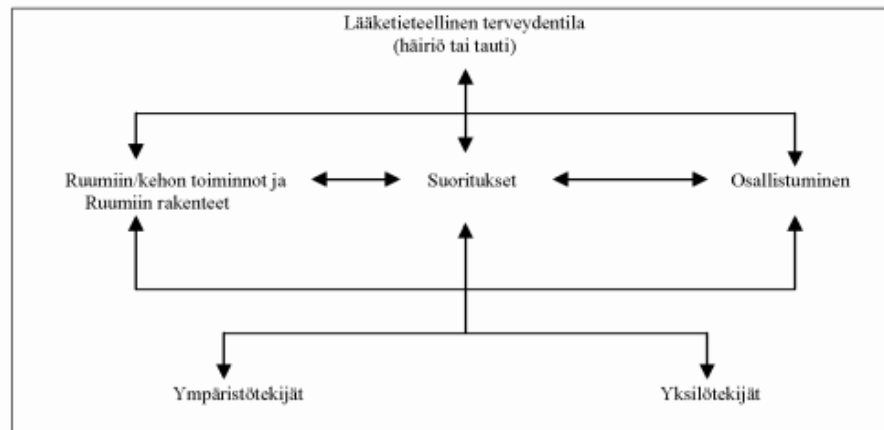 Lääketieteellinen terveydentila
(häiriö tai tauti)
Ruumiin/kehon toiminnot ja
Ruumiin rakenteet
Suoritukset
Osallistuminen
Ympäristötekijät
Yksilötekijät